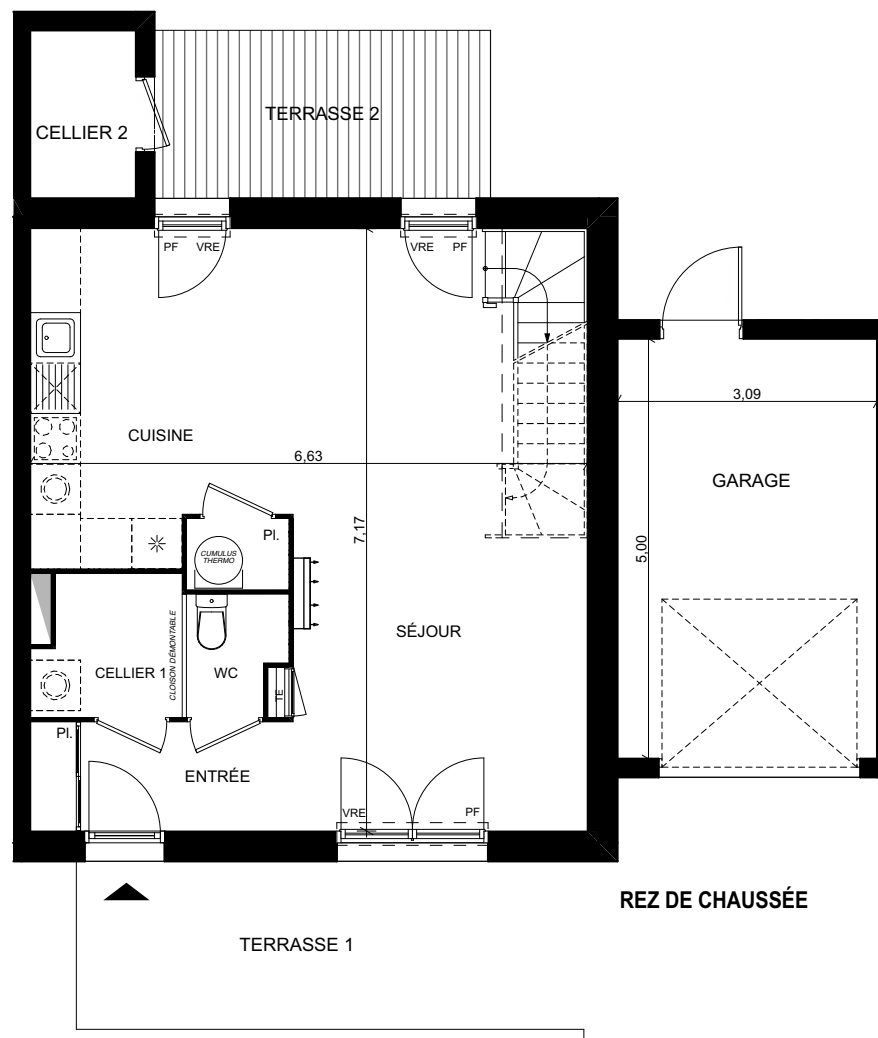 TERRASSE 2
CELLIER 2
PF VRE
VRE PF
3,09
CUISINE
6,63
GARAGE
7,17
5,00
Pl.
CUMULUS
THERMO
CLOISON DÉMONTABLE
SÉJOUR
CELLIER 1
WC
TE
Pl.
ENTRÉE
VRE PF
REZ DE CHAUSSÉE
TERRASSE 1